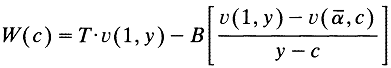 W(c) = T·υ(1, y) − B[ (υ(1, y) − υ(ᾱ, c)) / (y − c) ]